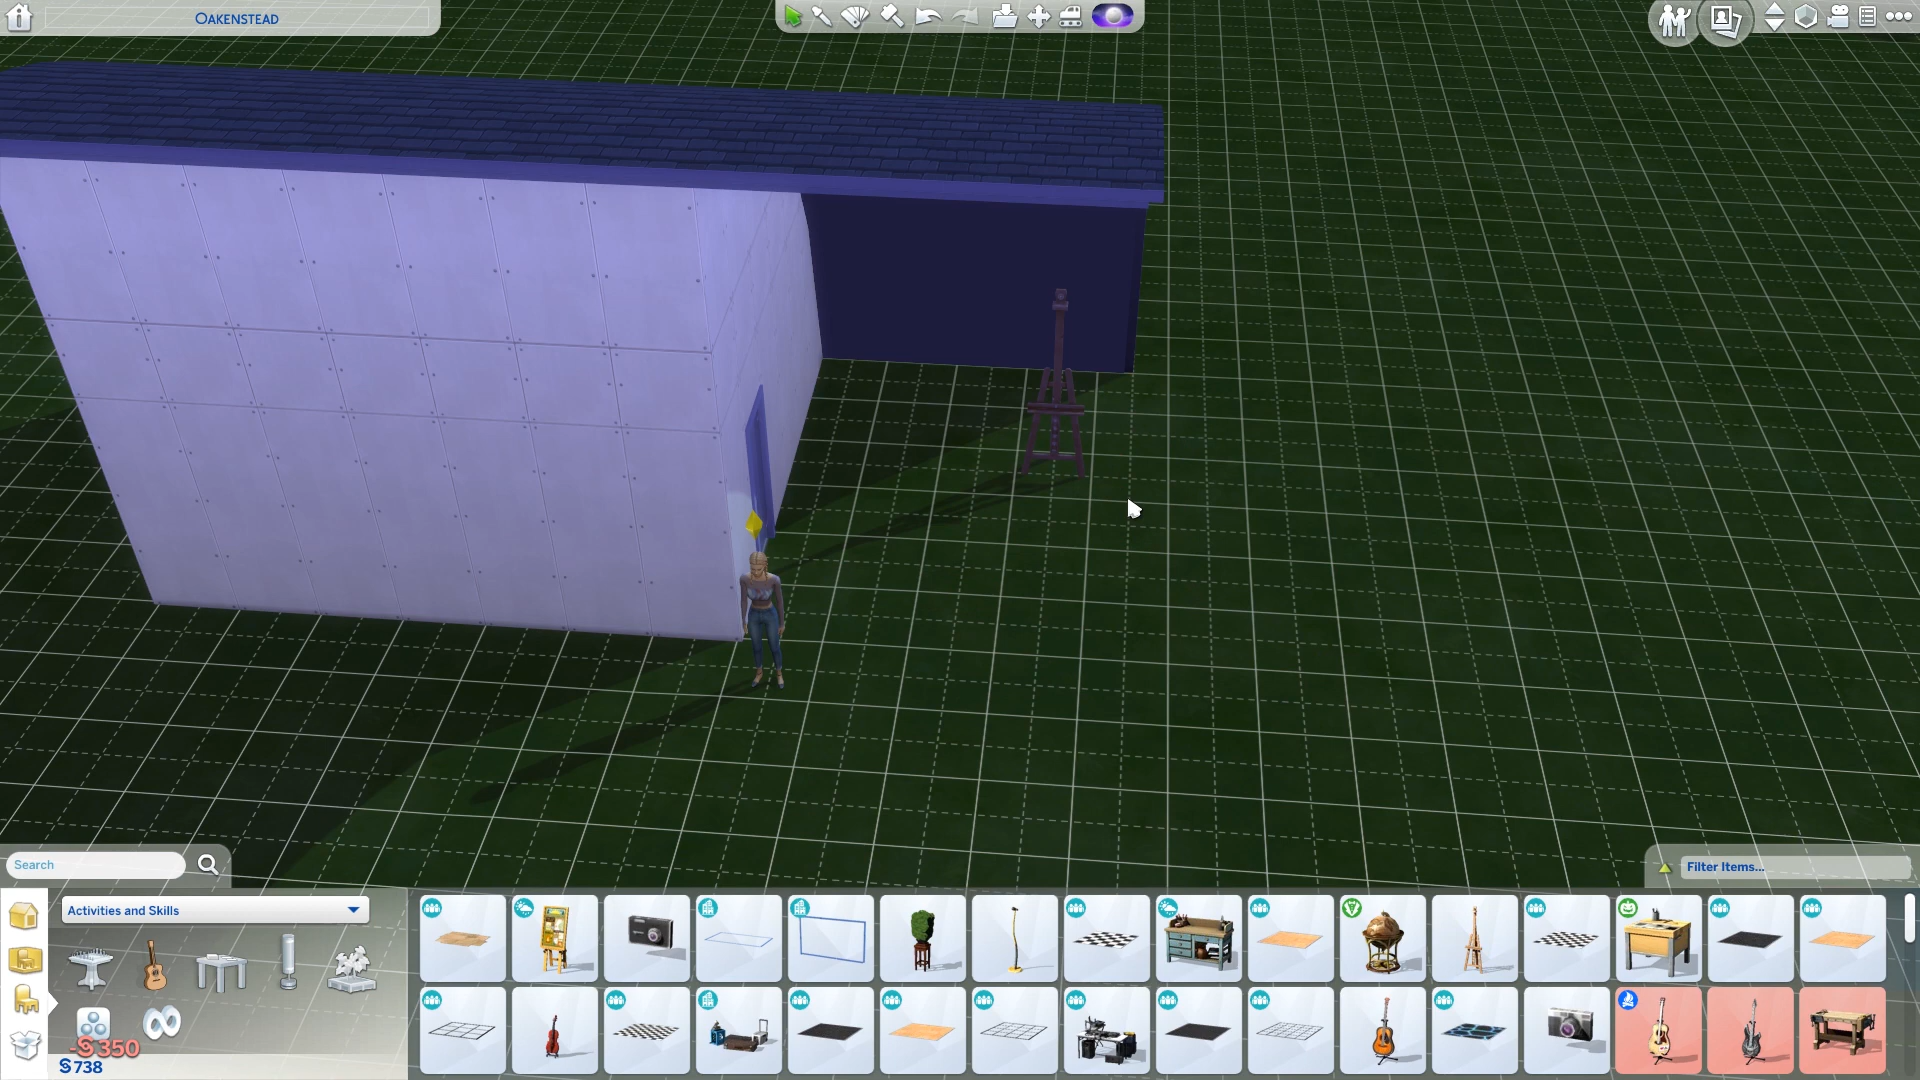 OAKENSTEAD
Search
Filter Items...
Activities and Skills
-§350
§738